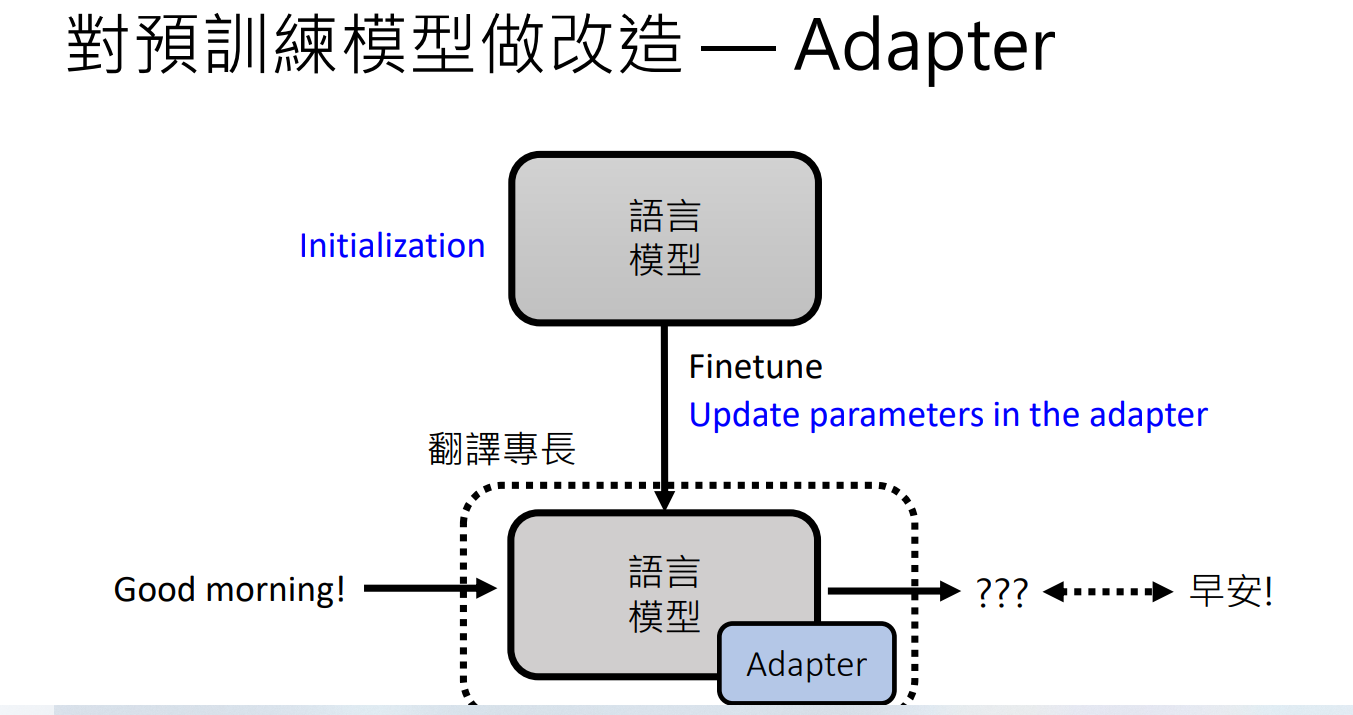 對預訓練模型做改造 — Adapter
語言
模型
Initialization
Finetune
Update parameters in the adapter
翻譯專長
Good morning!
語言
模型
???
早安!
Adapter